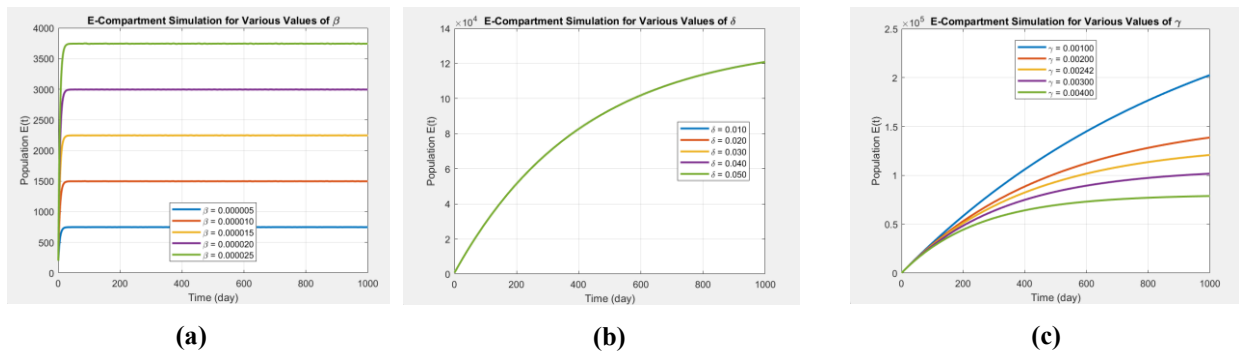 E-Compartment Simulation for Various Values of β
4000
3500
3000
2500
2000
1500
1000
500
0
Population E(t)
β = 0.000005
β = 0.000010
β = 0.000015
β = 0.000020
β = 0.000025
0 200 400 600 800 1000
Time (day)
(a)
×10⁴ E-Compartment Simulation for Various Values of δ
14
12
10
8
6
4
2
0
Population E(t)
δ = 0.010
δ = 0.020
δ = 0.030
δ = 0.040
δ = 0.050
0 200 400 600 800 1000
Time (day)
(b)
×10⁵ E-Compartment Simulation for Various Values of γ
2.5
2
1.5
1
0.5
0
Population E(t)
γ = 0.00100
γ = 0.00200
γ = 0.00242
γ = 0.00300
γ = 0.00400
0 200 400 600 800 1000
Time (day)
(c)